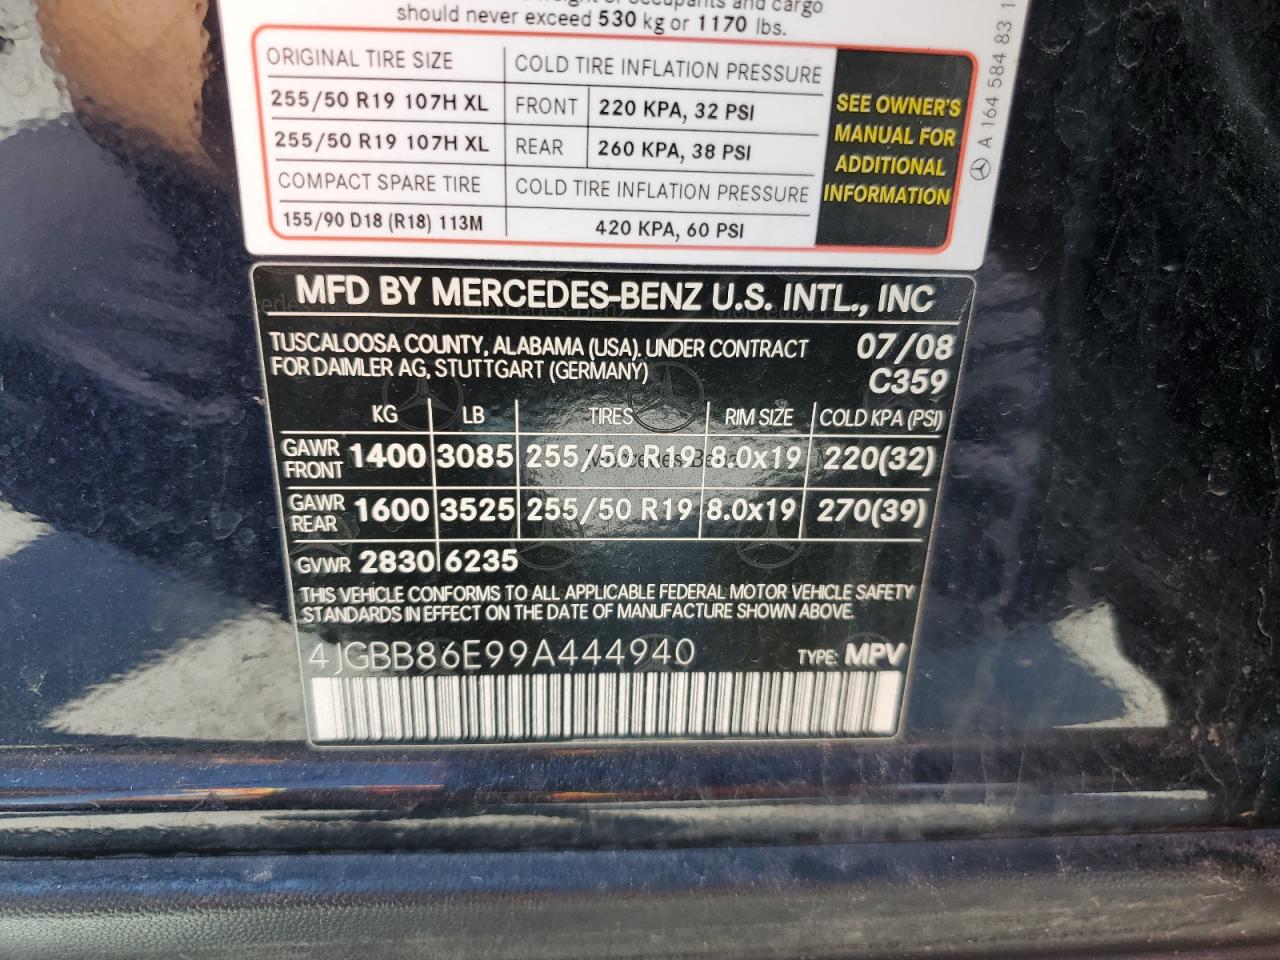 weight of occupants and cargo
should never exceed 530 kg or 1170 lbs.
ORIGINAL TIRE SIZE COLD TIRE INFLATION PRESSURE
255/50 R19 107H XL FRONT 220 KPA, 32 PSI
255/50 R19 107H XL REAR 260 KPA, 38 PSI
COMPACT SPARE TIRE COLD TIRE INFLATION PRESSURE
155/90 D18 (R18) 113M 420 KPA, 60 PSI
SEE OWNER'S
MANUAL FOR
ADDITIONAL
INFORMATION
A 164 584 83 1
MFD BY MERCEDES-BENZ U.S. INTL., INC
TUSCALOOSA COUNTY, ALABAMA (USA). UNDER CONTRACT 07/08
FOR DAIMLER AG, STUTTGART (GERMANY) C359
KG LB TIRES RIM SIZE COLD KPA (PSI)
GAWR FRONT 1400 3085 255/50 R19 8.0x19 220(32)
GAWR REAR 1600 3525 255/50 R19 8.0x19 270(39)
GVWR 2830 6235
THIS VEHICLE CONFORMS TO ALL APPLICABLE FEDERAL MOTOR VEHICLE SAFETY
STANDARDS IN EFFECT ON THE DATE OF MANUFACTURE SHOWN ABOVE.
4JGBB86E99A444940 TYPE: MPV